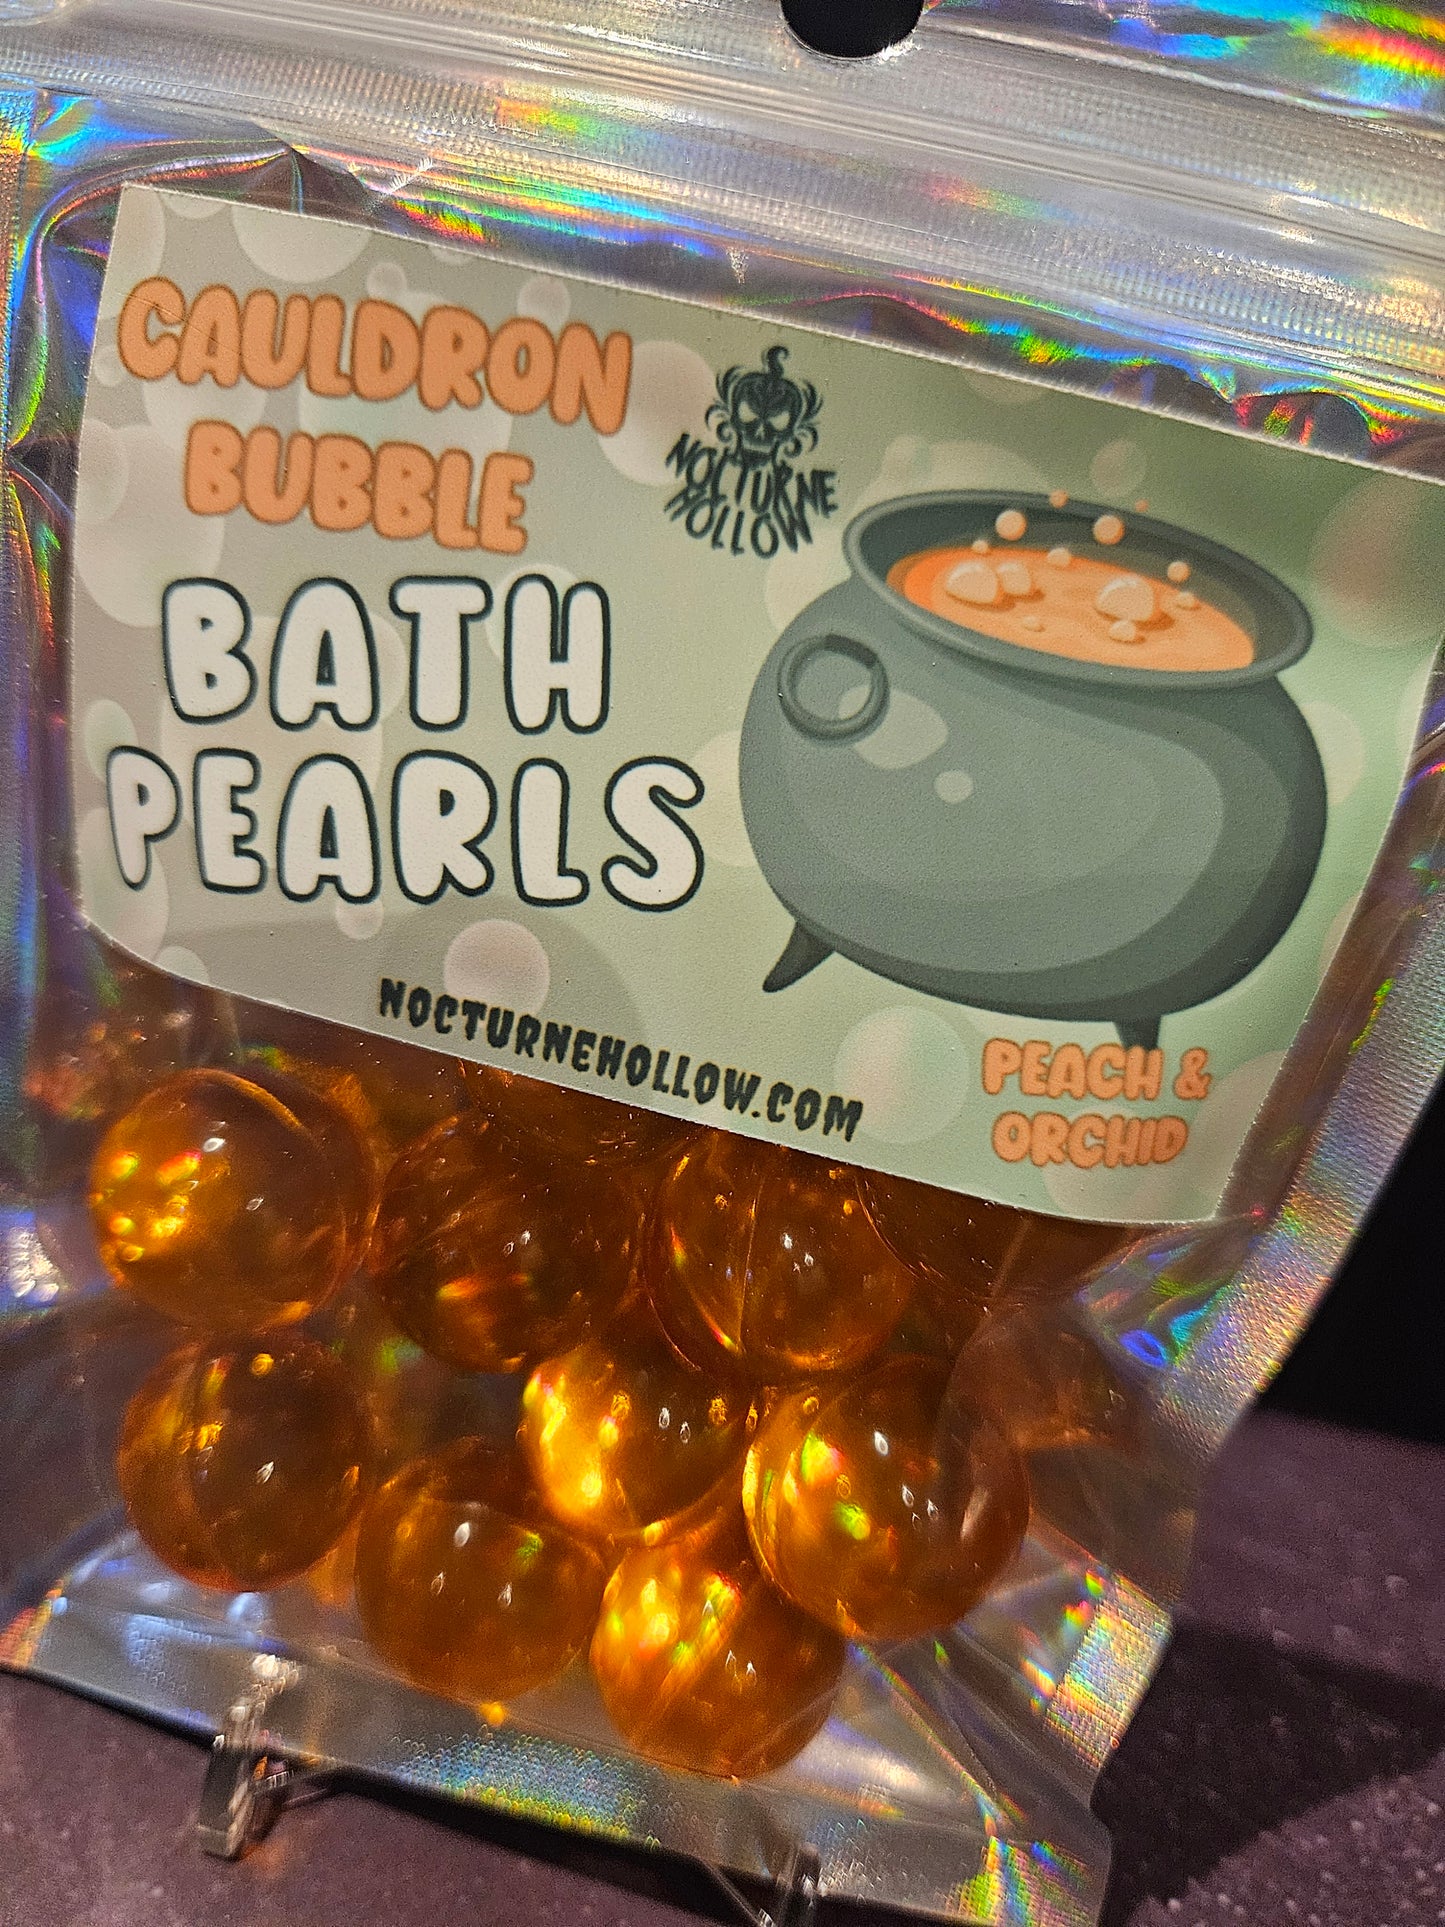 CAULDRON
BUBBLE
BATH
PEARLS
NOCTURNE
HOLLOW
NOCTURNEHOLLOW.COM
PEACH &
ORCHID